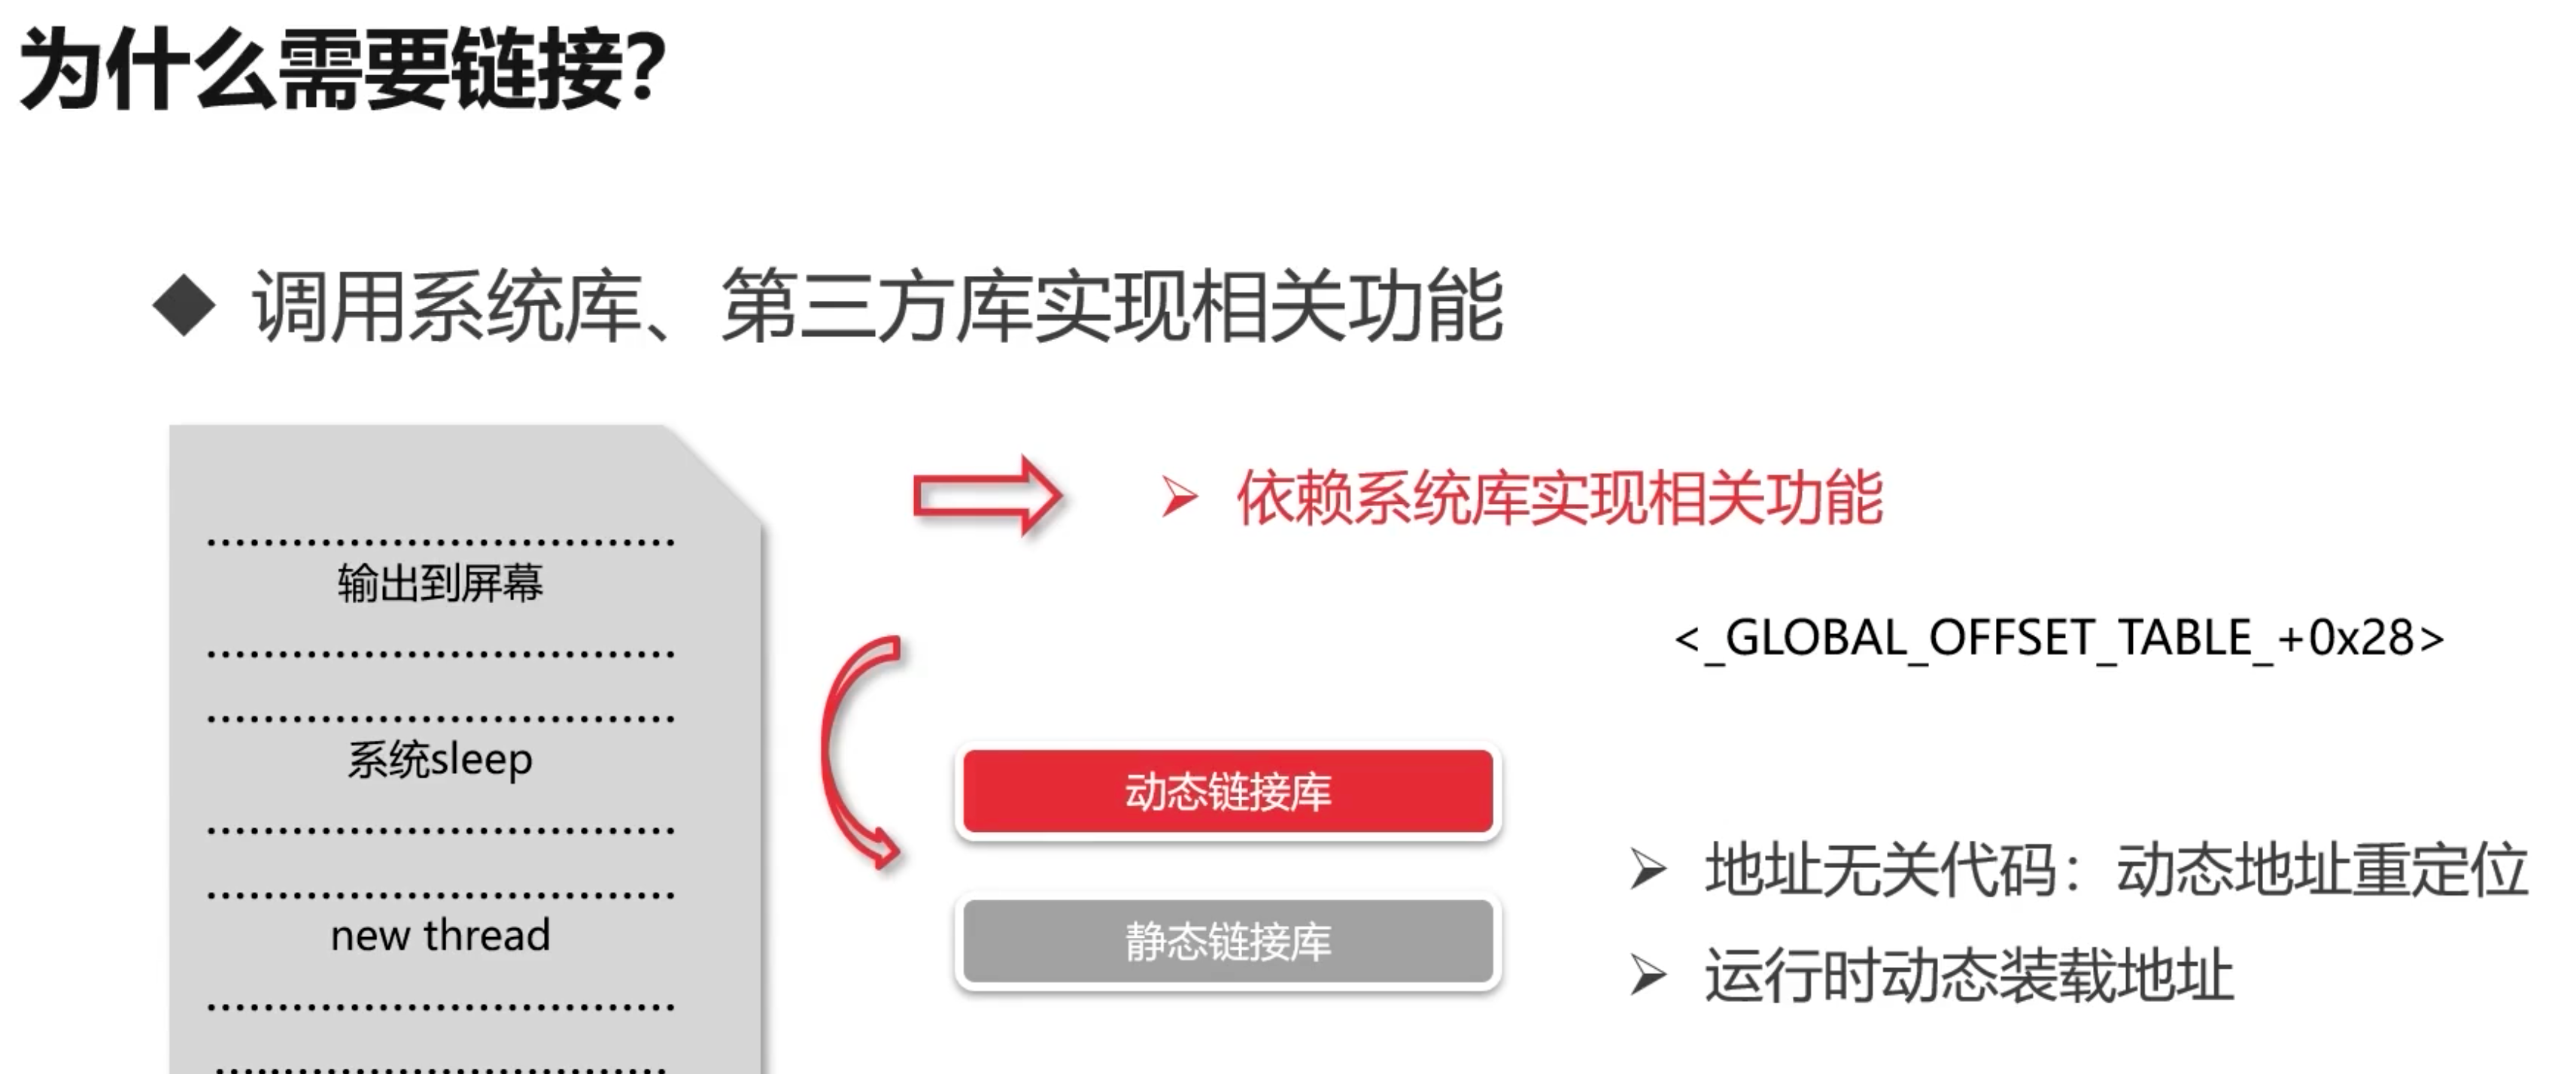 为什么需要链接？
调用系统库、第三方库实现相关功能
输出到屏幕
系统sleep
new thread
依赖系统库实现相关功能
<_GLOBAL_OFFSET_TABLE_+0x28>
动态链接库
静态链接库
地址无关代码：动态地址重定位
运行时动态装载地址